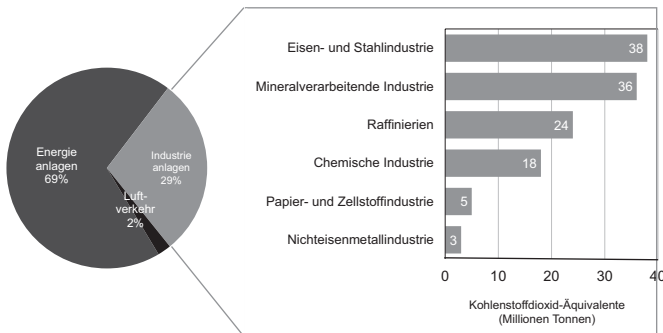 Energie
anlagen
69%
Industrie
anlagen
29%
Luft-
verkehr
2%
Eisen- und Stahlindustrie
38
Mineralverarbeitende Industrie
36
Raffinierien
24
Chemische Industrie
18
Papier- und Zellstoffindustrie
5
Nichteisenmetallindustrie
3
0 10 20 30 40
Kohlenstoffdioxid-Äquivalente
(Millionen Tonnen)